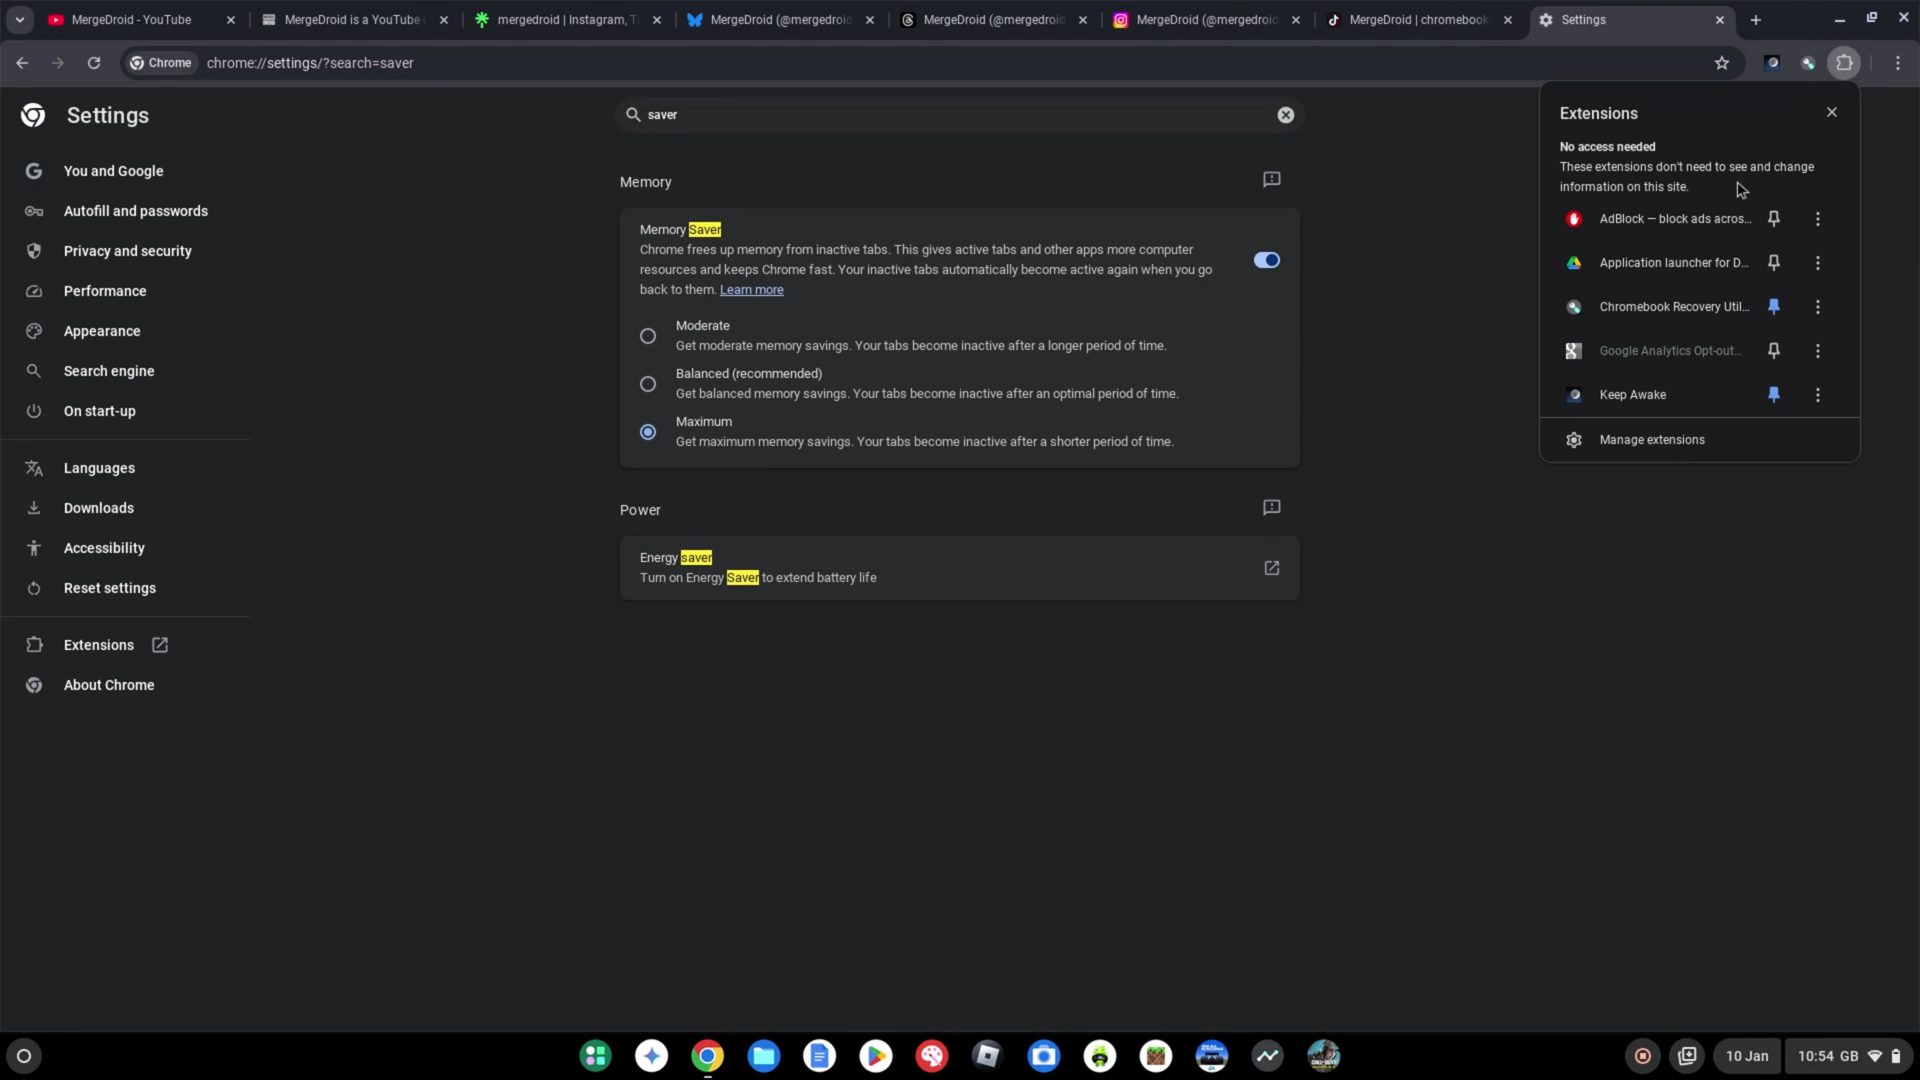 MergeDroid - YouTube
MergeDroid is a YouTube
mergedroid | Instagram, T
MergeDroid (@mergedroid
MergeDroid (@mergedroid
MergeDroid (@mergedroid
MergeDroid | chromebook
Settings
Chrome
chrome://settings/?search=saver
Settings
saver
You and Google
Autofill and passwords
Privacy and security
Performance
Appearance
Search engine
On start-up
Languages
Downloads
Accessibility
Reset settings
Extensions
About Chrome
Memory
Memory Saver
Chrome frees up memory from inactive tabs. This gives active tabs and other apps more computer
resources and keeps Chrome fast. Your inactive tabs automatically become active again when you go
back to them. Learn more
Moderate
Get moderate memory savings. Your tabs become inactive after a longer period of time.
Balanced (recommended)
Get balanced memory savings. Your tabs become inactive after an optimal period of time.
Maximum
Get maximum memory savings. Your tabs become inactive after a shorter period of time.
Power
Energy saver
Turn on Energy Saver to extend battery life
Extensions
No access needed
These extensions don't need to see and change
information on this site.
AdBlock — block ads acros...
Application launcher for D...
Chromebook Recovery Util...
Google Analytics Opt-out...
Keep Awake
Manage extensions
10 Jan
10:54 GB